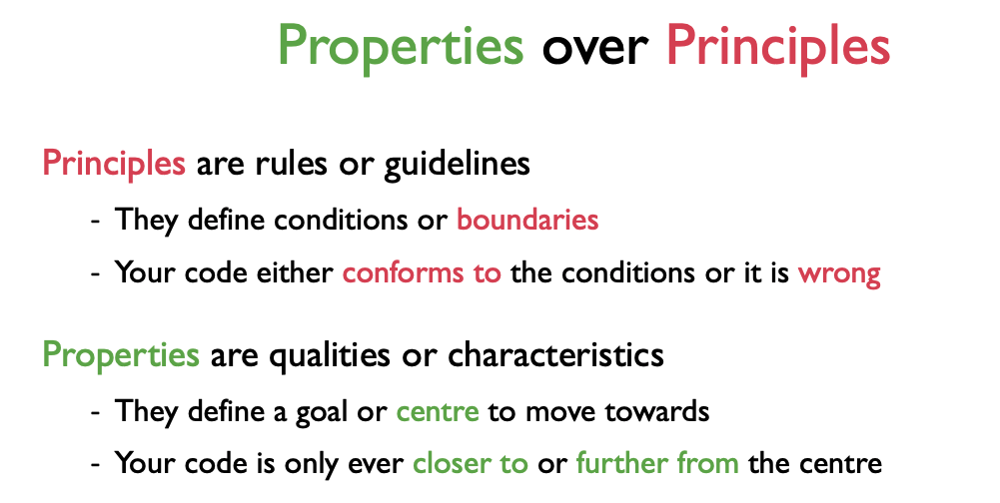 Properties over Principles
Principles are rules or guidelines
- They define conditions or boundaries
- Your code either conforms to the conditions or it is wrong
Properties are qualities or characteristics
- They define a goal or centre to move towards
- Your code is only ever closer to or further from the centre